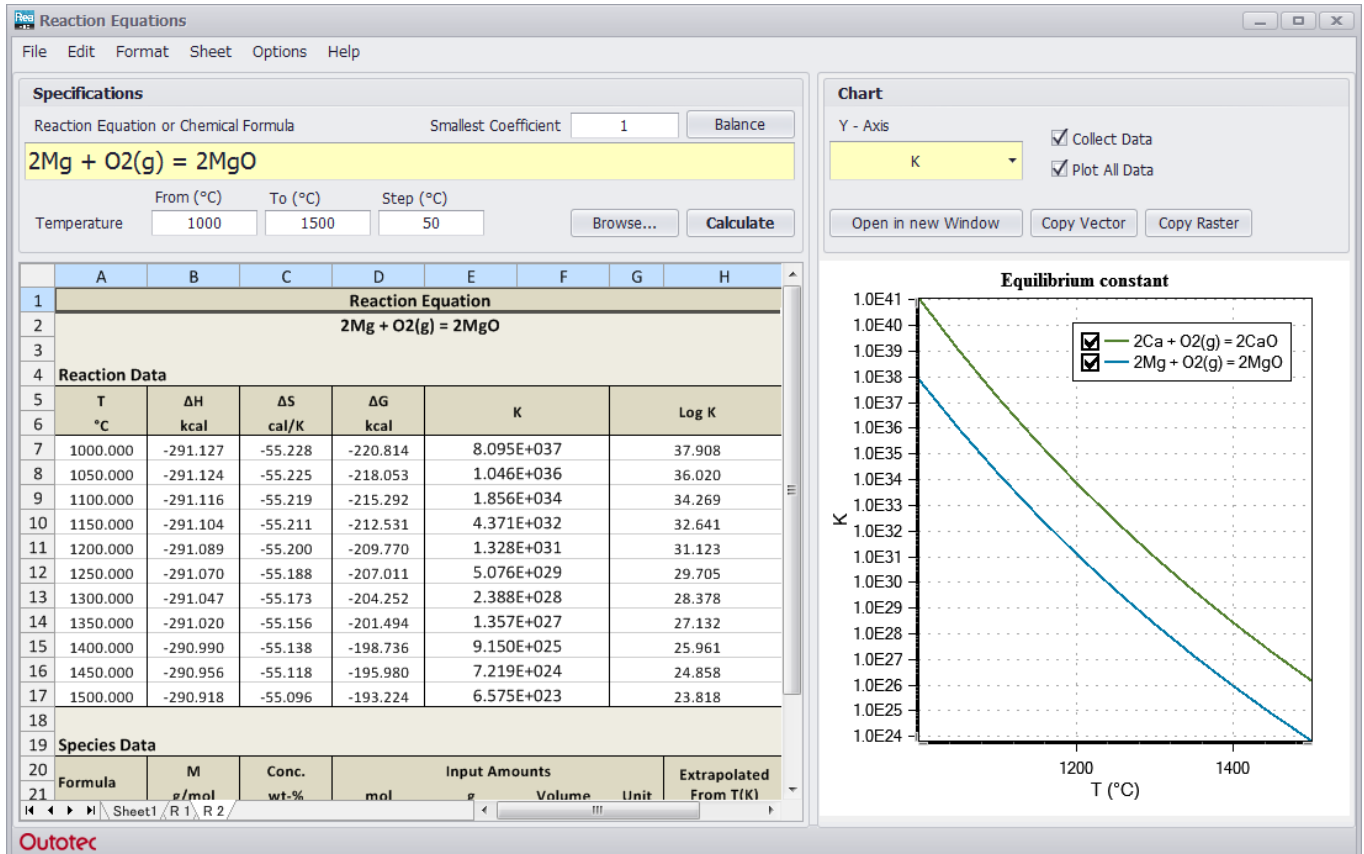 Rea Reaction Equations
File Edit Format Sheet Options Help
Specifications
Reaction Equation or Chemical Formula Smallest Coefficient 1 Balance
2Mg + O2(g) = 2MgO
From (°C) To (°C) Step (°C)
Temperature 1000 1500 50 Browse... Calculate
A B C D E F G H
1 Reaction Equation
2 2Mg + O2(g) = 2MgO
3
4 Reaction Data
5 T ΔH ΔS ΔG K Log K
6 °C kcal cal/K kcal
7 1000.000 -291.127 -55.228 -220.814 8.095E+037 37.908
8 1050.000 -291.124 -55.225 -218.053 1.046E+036 36.020
9 1100.000 -291.116 -55.219 -215.292 1.856E+034 34.269
10 1150.000 -291.104 -55.211 -212.531 4.371E+032 32.641
11 1200.000 -291.089 -55.200 -209.770 1.328E+031 31.123
12 1250.000 -291.070 -55.188 -207.011 5.076E+029 29.705
13 1300.000 -291.047 -55.173 -204.252 2.388E+028 28.378
14 1350.000 -291.020 -55.156 -201.494 1.357E+027 27.132
15 1400.000 -290.990 -55.138 -198.736 9.150E+025 25.961
16 1450.000 -290.956 -55.118 -195.980 7.219E+024 24.858
17 1500.000 -290.918 -55.096 -193.224 6.575E+023 23.818
18
19 Species Data
20 Formula M Conc. Input Amounts Extrapolated
21 g/mol wt-% mol g Volume Unit From T(K)
Sheet1 R 1 R 2
Outotec
Chart
Y - Axis
K
Collect Data
Plot All Data
Open in new Window Copy Vector Copy Raster
Equilibrium constant
2Ca + O2(g) = 2CaO
2Mg + O2(g) = 2MgO
1.0E41
1.0E40
1.0E39
1.0E38
1.0E37
1.0E36
1.0E35
1.0E34
1.0E33
1.0E32
1.0E31
1.0E30
1.0E29
1.0E28
1.0E27
1.0E26
1.0E25
1.0E24
K
1200 1400
T (°C)